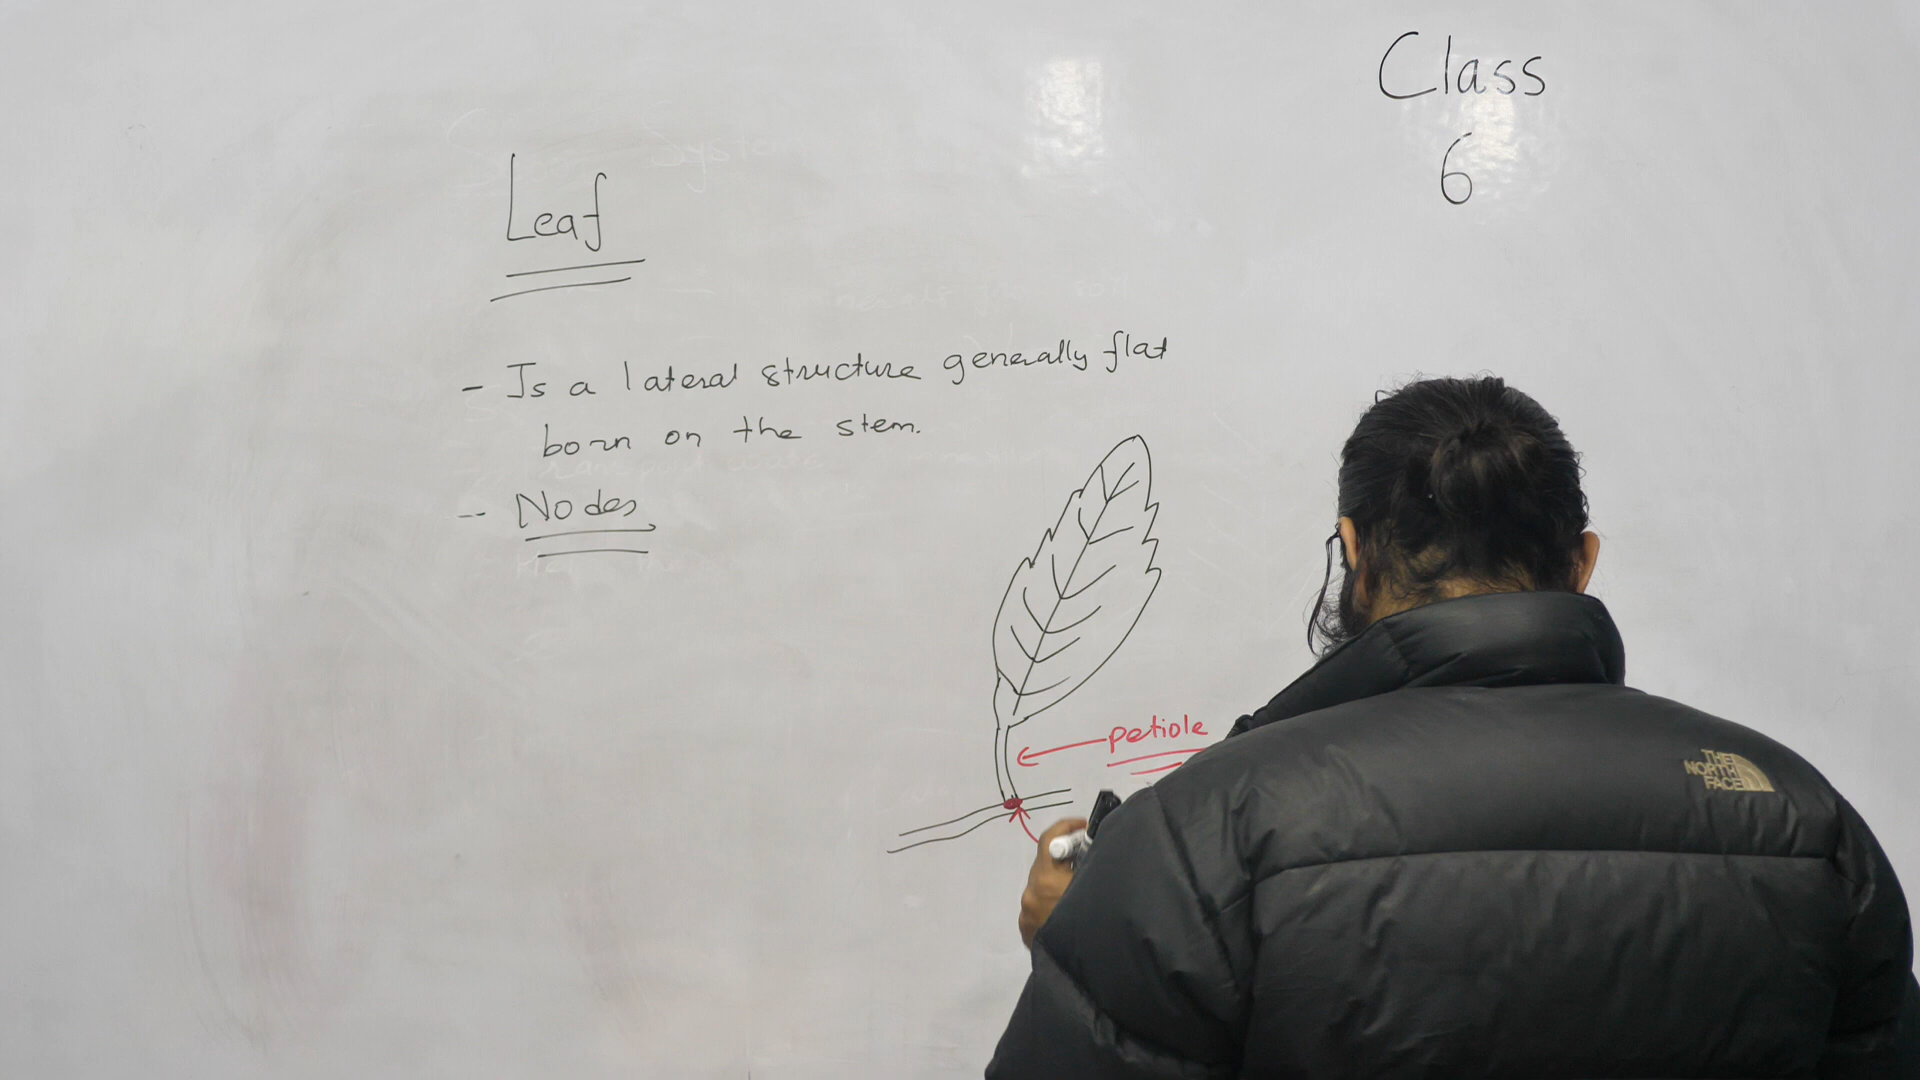 Class
6
Leaf
- Is a lateral structure generally flat
born on the stem.
-- Nodes
petiole
THE
NORTH
FACE